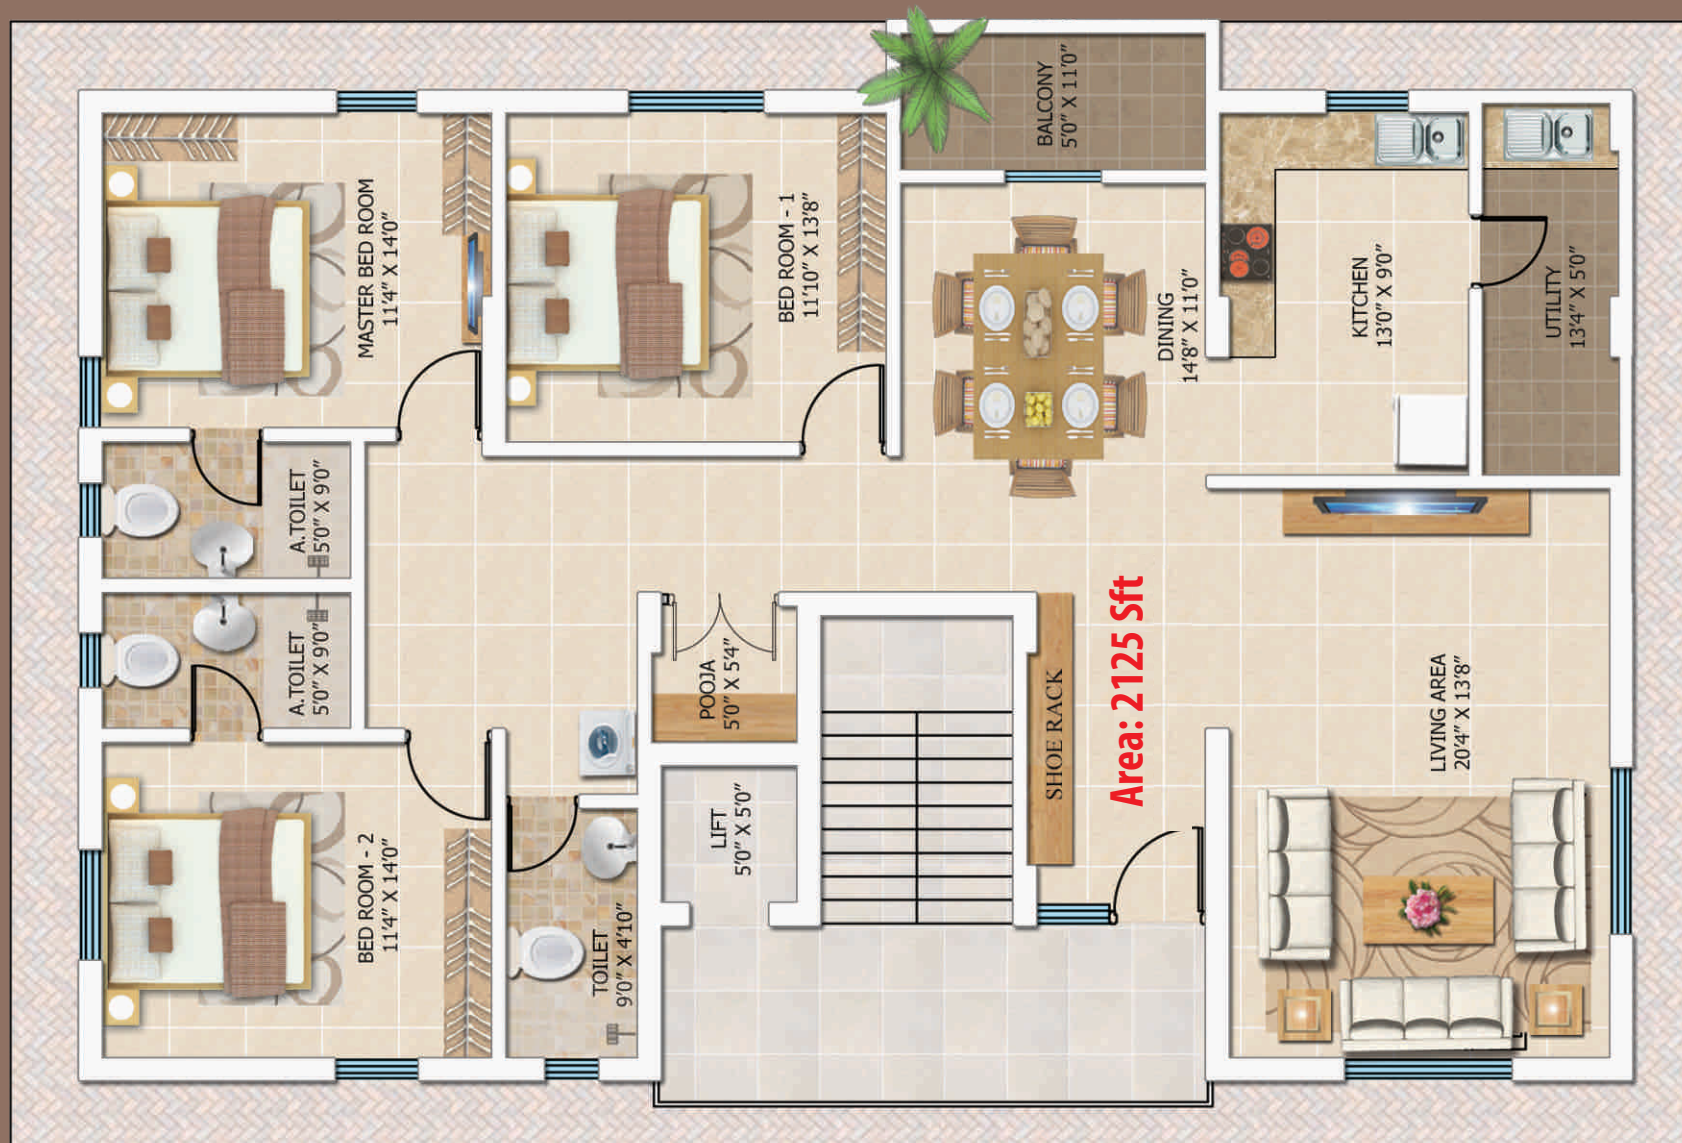 MASTER BED ROOM
11'4" X 14'0"
BED ROOM - 1
11'10" X 13'8"
BALCONY
5'0" X 11'0"
DINING
14'8" X 11'0"
KITCHEN
13'0" X 9'0"
UTILITY
13'4" X 5'0"
A.TOILET
5'0" X 9'0"
A.TOILET
5'0" X 9'0"
POOJA
5'0" X 5'4"
LIFT
5'0" X 5'0"
SHOE RACK
Area: 2125 Sft
LIVING AREA
20'4" X 13'8"
BED ROOM - 2
11'4" X 14'0"
TOILET
9'0" X 4'10"